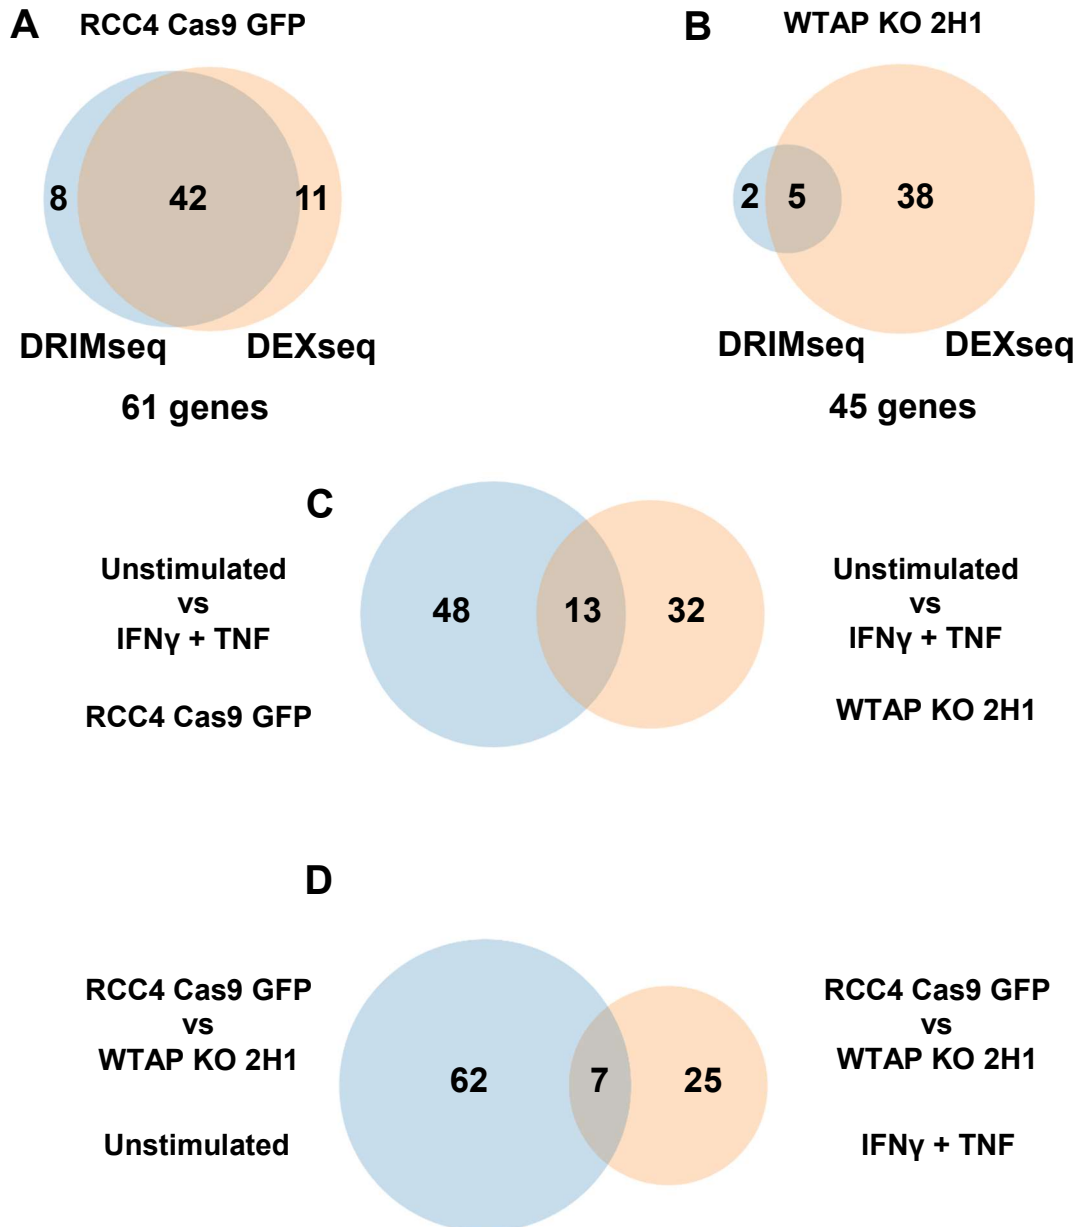 A RCC4 Cas9 GFP
8 42 11
DRIMseq DEXseq
61 genes
B WTAP KO 2H1
2 5 38
DRIMseq DEXseq
45 genes
C
Unstimulated
vs
IFNγ + TNF
RCC4 Cas9 GFP
48 13 32
Unstimulated
vs
IFNγ + TNF
WTAP KO 2H1
D
RCC4 Cas9 GFP
vs
WTAP KO 2H1
Unstimulated
62 7 25
RCC4 Cas9 GFP
vs
WTAP KO 2H1
IFNγ + TNF